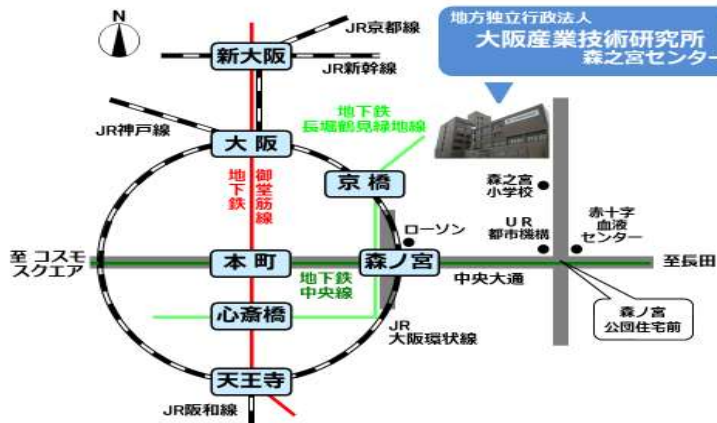 N
JR京都線
新大阪
JR新幹線
地方独立行政法人
大阪産業技術研究所
森之宮センター
JR神戸線
大阪
地下鉄
長堀鶴見緑地線
京橋
地下鉄
御堂筋線
森之宮
小学校
ローソン
UR
都市機構
赤十字
血液
センター
至 コスモ
スクエア
本町
地下鉄
中央線
森ノ宮
中央大通
至長田
心斎橋
JR
大阪環状線
森ノ宮
公団住宅前
天王寺
JR阪和線